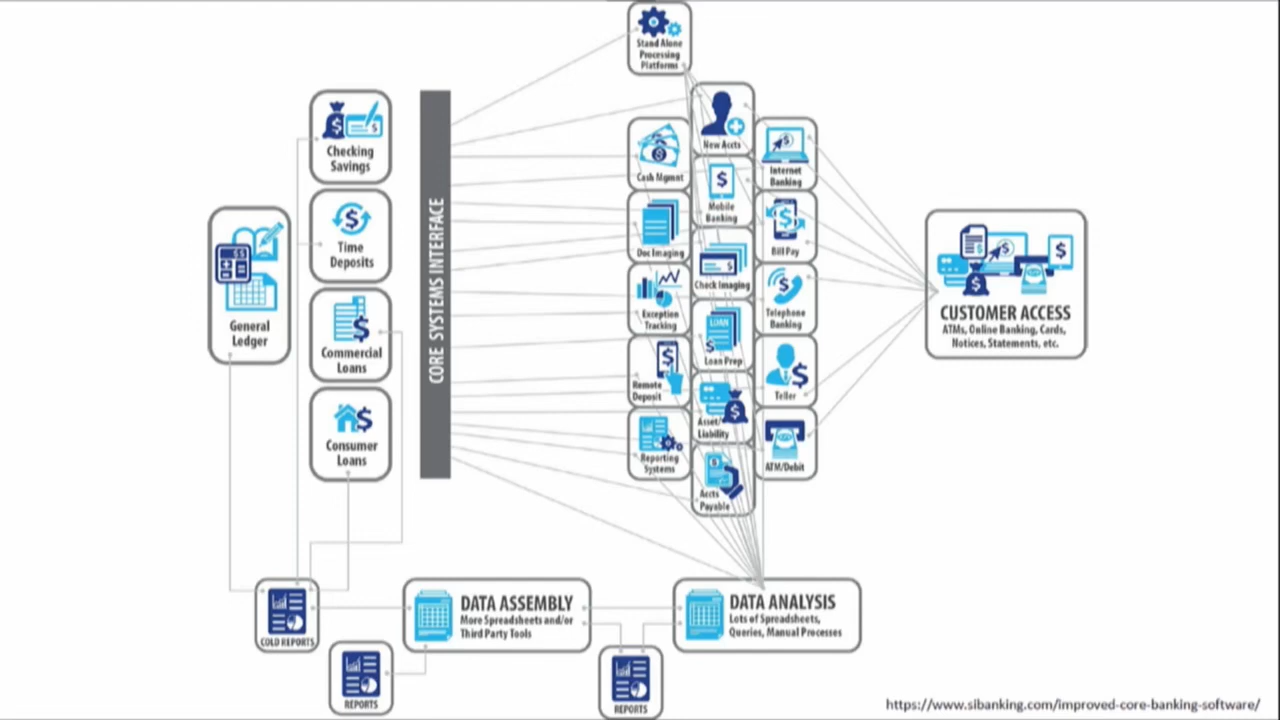 Stand Alone
Processing
Platforms
Checking
Savings
Time
Deposits
Commercial
Loans
Consumer
Loans
General
Ledger
CORE SYSTEMS INTERFACE
New Accts
Cash Mgmnt
Internet
Banking
Mobile
Banking
Doc Imaging
Bill Pay
Check Imaging
Exception
Tracking
Telephone
Banking
LOAN
Loan Prep
Remote
Deposit
Teller
Asset/
Liability
Reporting
Systems
ATM/Debit
Accts
Payable
CUSTOMER ACCESS
ATMs, Online Banking, Cards,
Notices, Statements, etc.
COLD REPORTS
DATA ASSEMBLY
More Spreadsheets and/or
Third Party Tools
DATA ANALYSIS
Lots of Spreadsheets,
Queries, Manual Processes
REPORTS
REPORTS
https://www.sibanking.com/improved-core-banking-software/